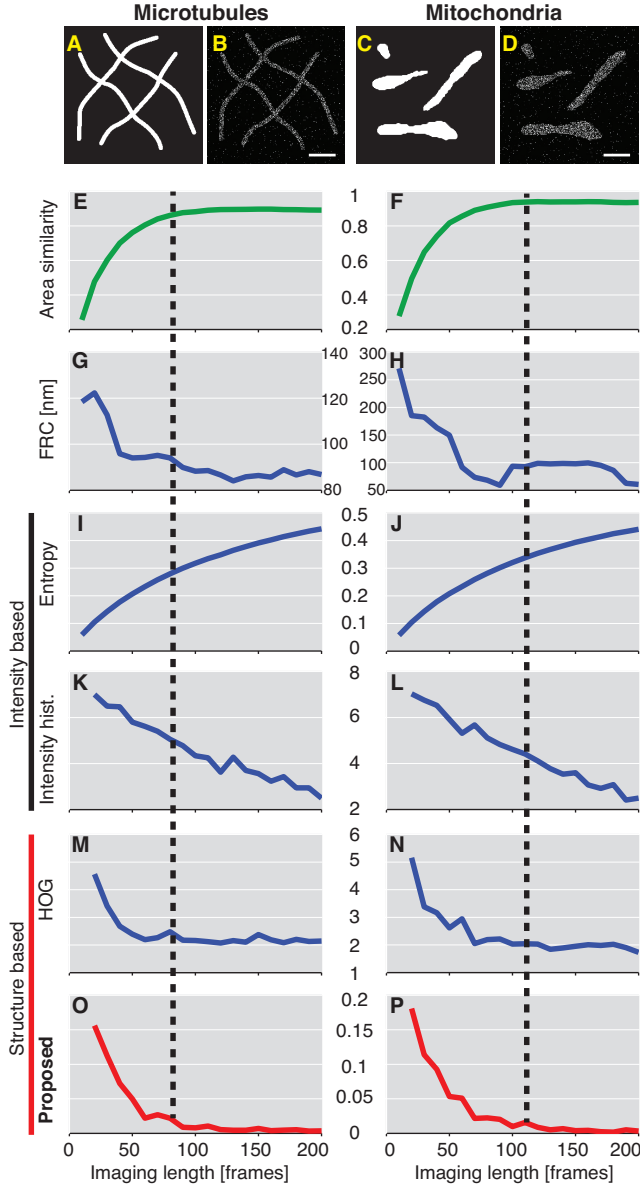 Microtubules Mitochondria
A B C D
E F
Area similarity
1
0.8
0.6
0.4
0.2
G H
FRC [nm]
140 300
120 250
200
100 150
100
80 50
I J
Intensity based
Entropy
0.5
0.4
0.3
0.2
0.1
0
K L
Intensity hist.
8
6
4
2
M N
Structure based
HOG
6
5
4
3
2
1
O P
Proposed
0.2
0.15
0.1
0.05
0
0 50 100 150 200 0 50 100 150 200
Imaging length [frames] Imaging length [frames]